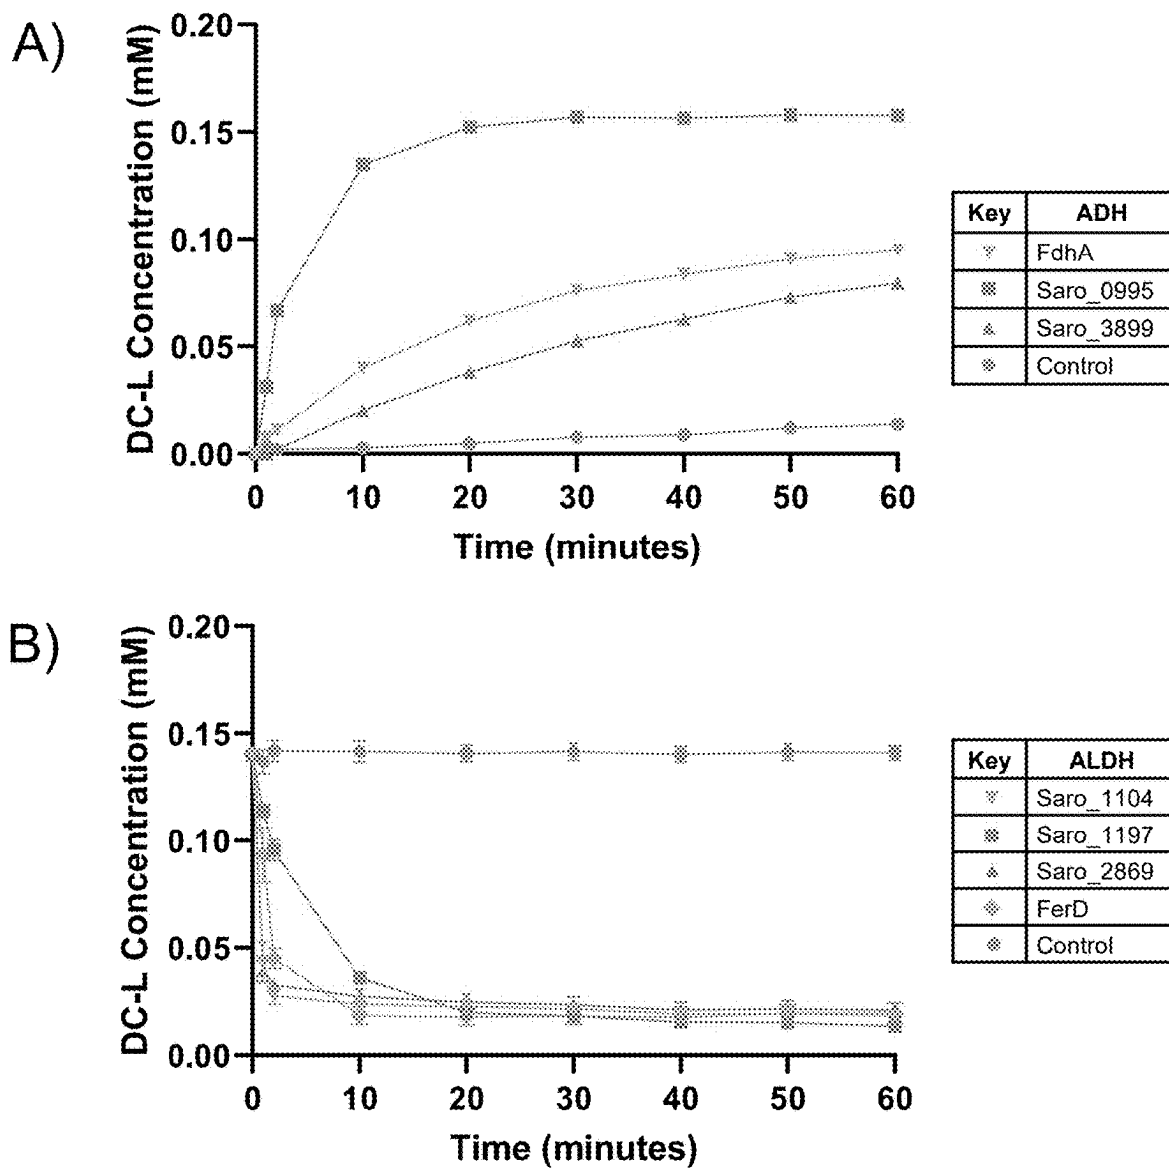 A)
DC-L Concentration (mM)
0.20
0.15
0.10
0.05
0.00
0 10 20 30 40 50 60
Time (minutes)
Key ADH
FdhA
Saro_0995
Saro_3899
Control
B)
DC-L Concentration (mM)
0.20
0.15
0.10
0.05
0.00
0 10 20 30 40 50 60
Time (minutes)
Key ALDH
Saro_1104
Saro_1197
Saro_2869
FerD
Control